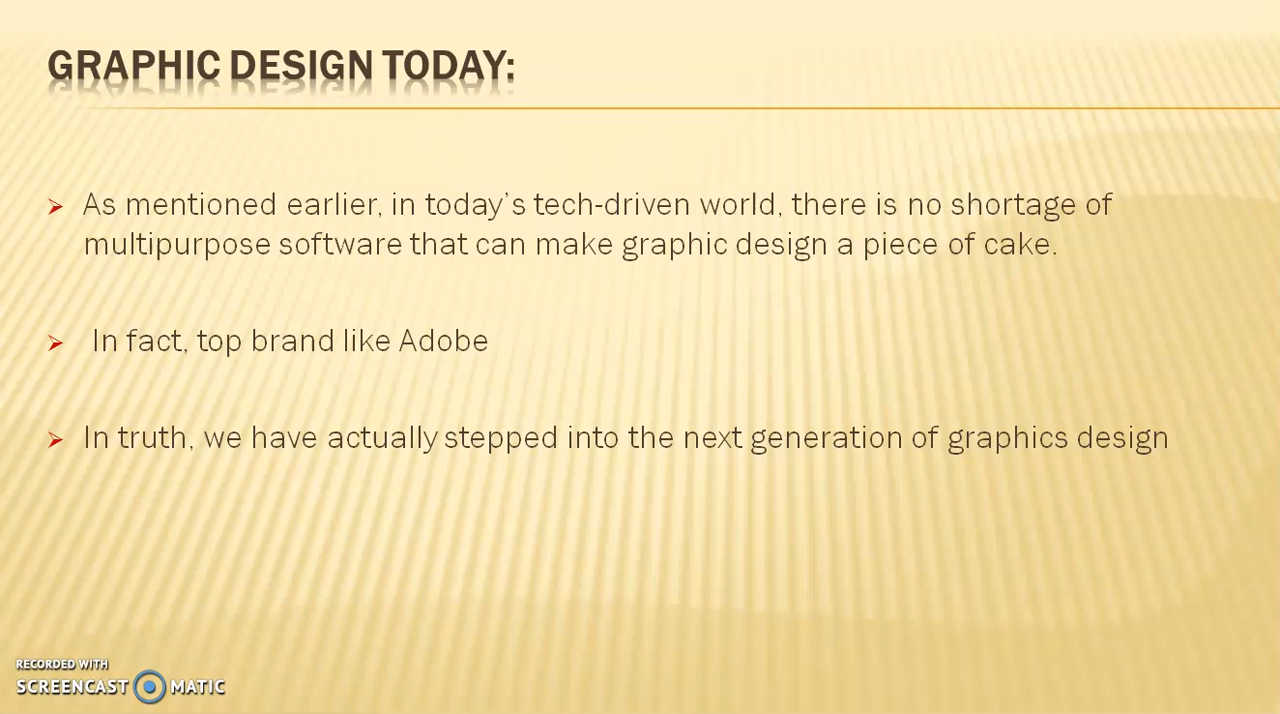 GRAPHIC DESIGN TODAY:
As mentioned earlier, in today’s tech-driven world, there is no shortage of
multipurpose software that can make graphic design a piece of cake.
In fact, top brand like Adobe
In truth, we have actually stepped into the next generation of graphics design
RECORDED WITH
SCREENCAST MATIC